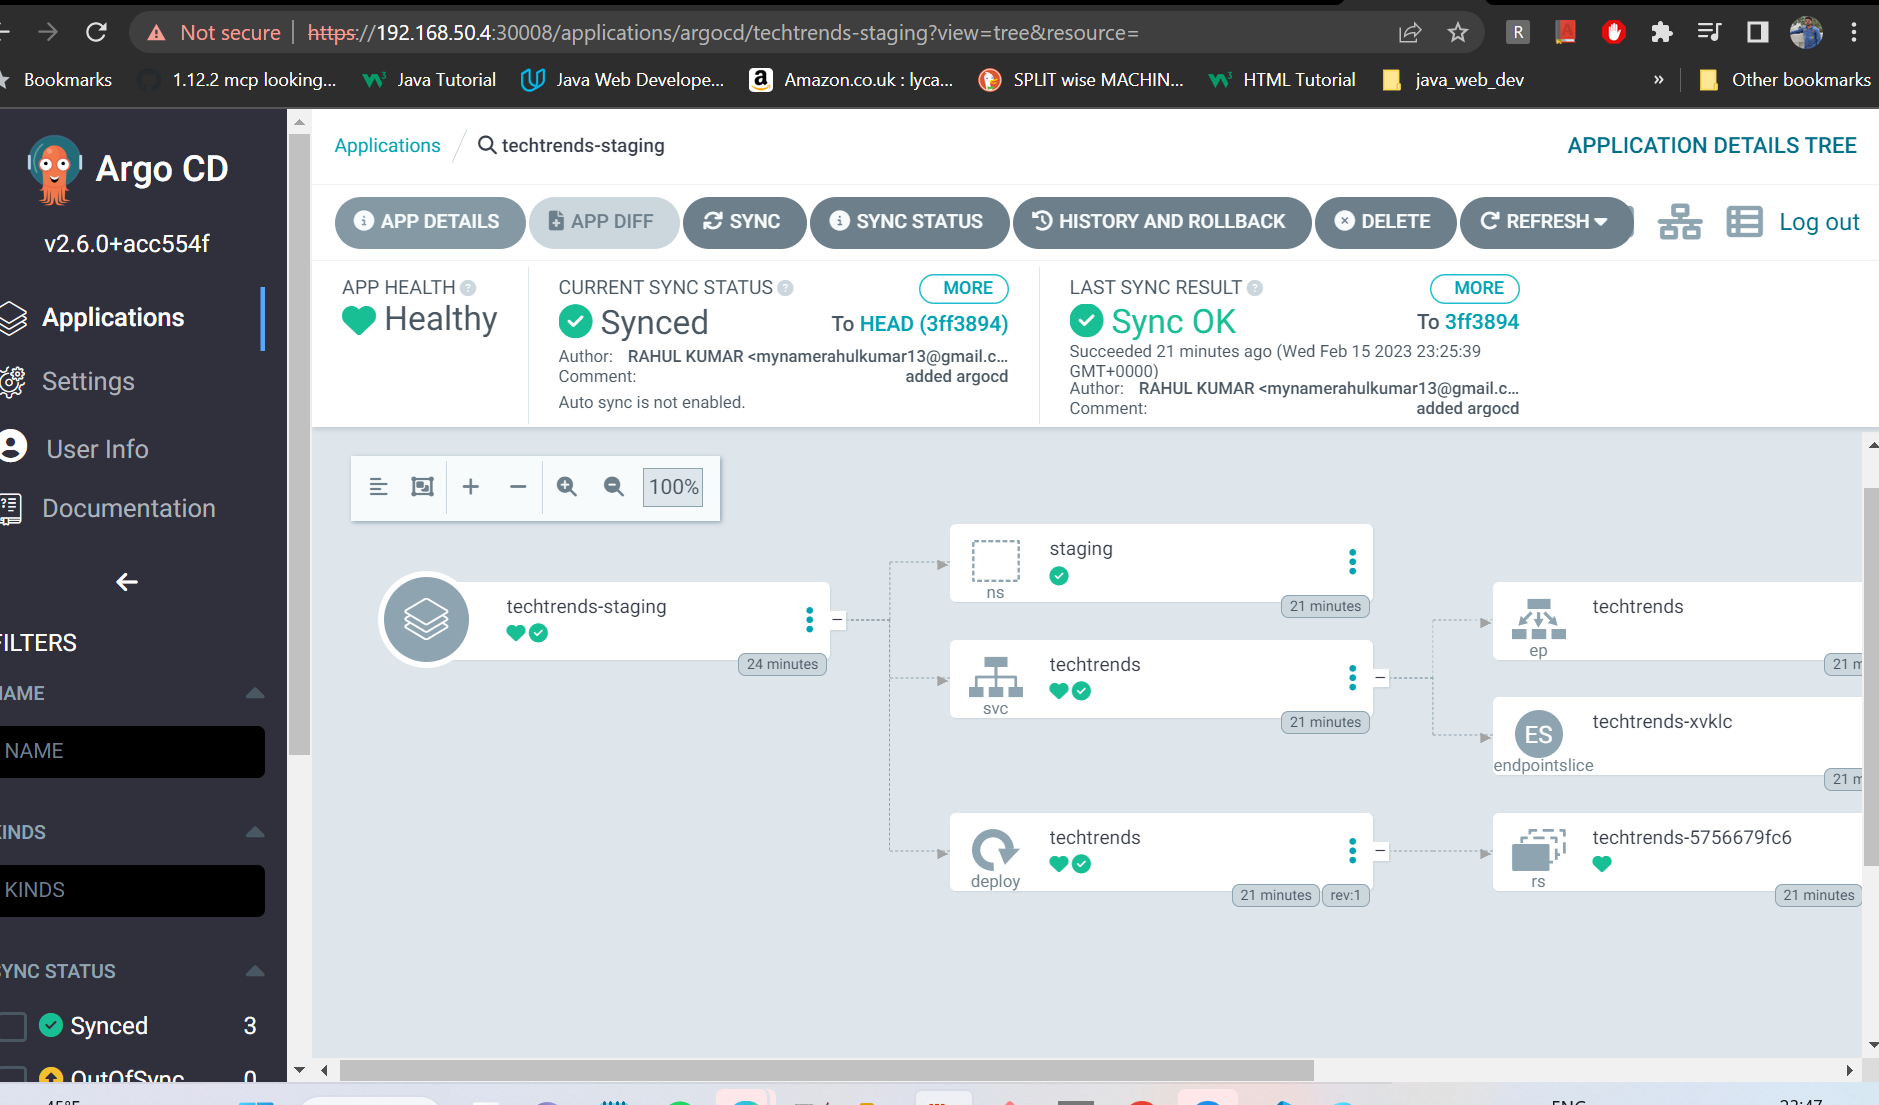 Not secure https://192.168.50.4:30008/applications/argocd/techtrends-staging?view=tree&resource=
Bookmarks 1.12.2 mcp looking... Java Tutorial Java Web Develope... Amazon.co.uk : lyca... SPLIT wise MACHIN... HTML Tutorial java_web_dev » Other bookmarks
Argo CD
v2.6.0+acc554f
Applications
Settings
User Info
Documentation
FILTERS
NAME
NAME
KINDS
KINDS
SYNC STATUS
Synced 3
OutOfSync 0
Applications / techtrends-staging
APPLICATION DETAILS TREE
APP DETAILS APP DIFF SYNC SYNC STATUS HISTORY AND ROLLBACK DELETE REFRESH Log out
APP HEALTH
Healthy
CURRENT SYNC STATUS MORE
Synced To HEAD (3ff3894)
Author: RAHUL KUMAR <mynamerahulkumar13@gmail.c...
Comment: added argocd
Auto sync is not enabled.
LAST SYNC RESULT MORE
Sync OK To 3ff3894
Succeeded 21 minutes ago (Wed Feb 15 2023 23:25:39
GMT+0000)
Author: RAHUL KUMAR <mynamerahulkumar13@gmail.c...
Comment: added argocd
100%
techtrends-staging
24 minutes
staging
ns
21 minutes
techtrends
svc
21 minutes
techtrends
deploy
21 minutes rev:1
techtrends
ep
21 m
ES techtrends-xvklc
endpointslice
21 m
techtrends-5756679fc6
rs
21 minutes
R